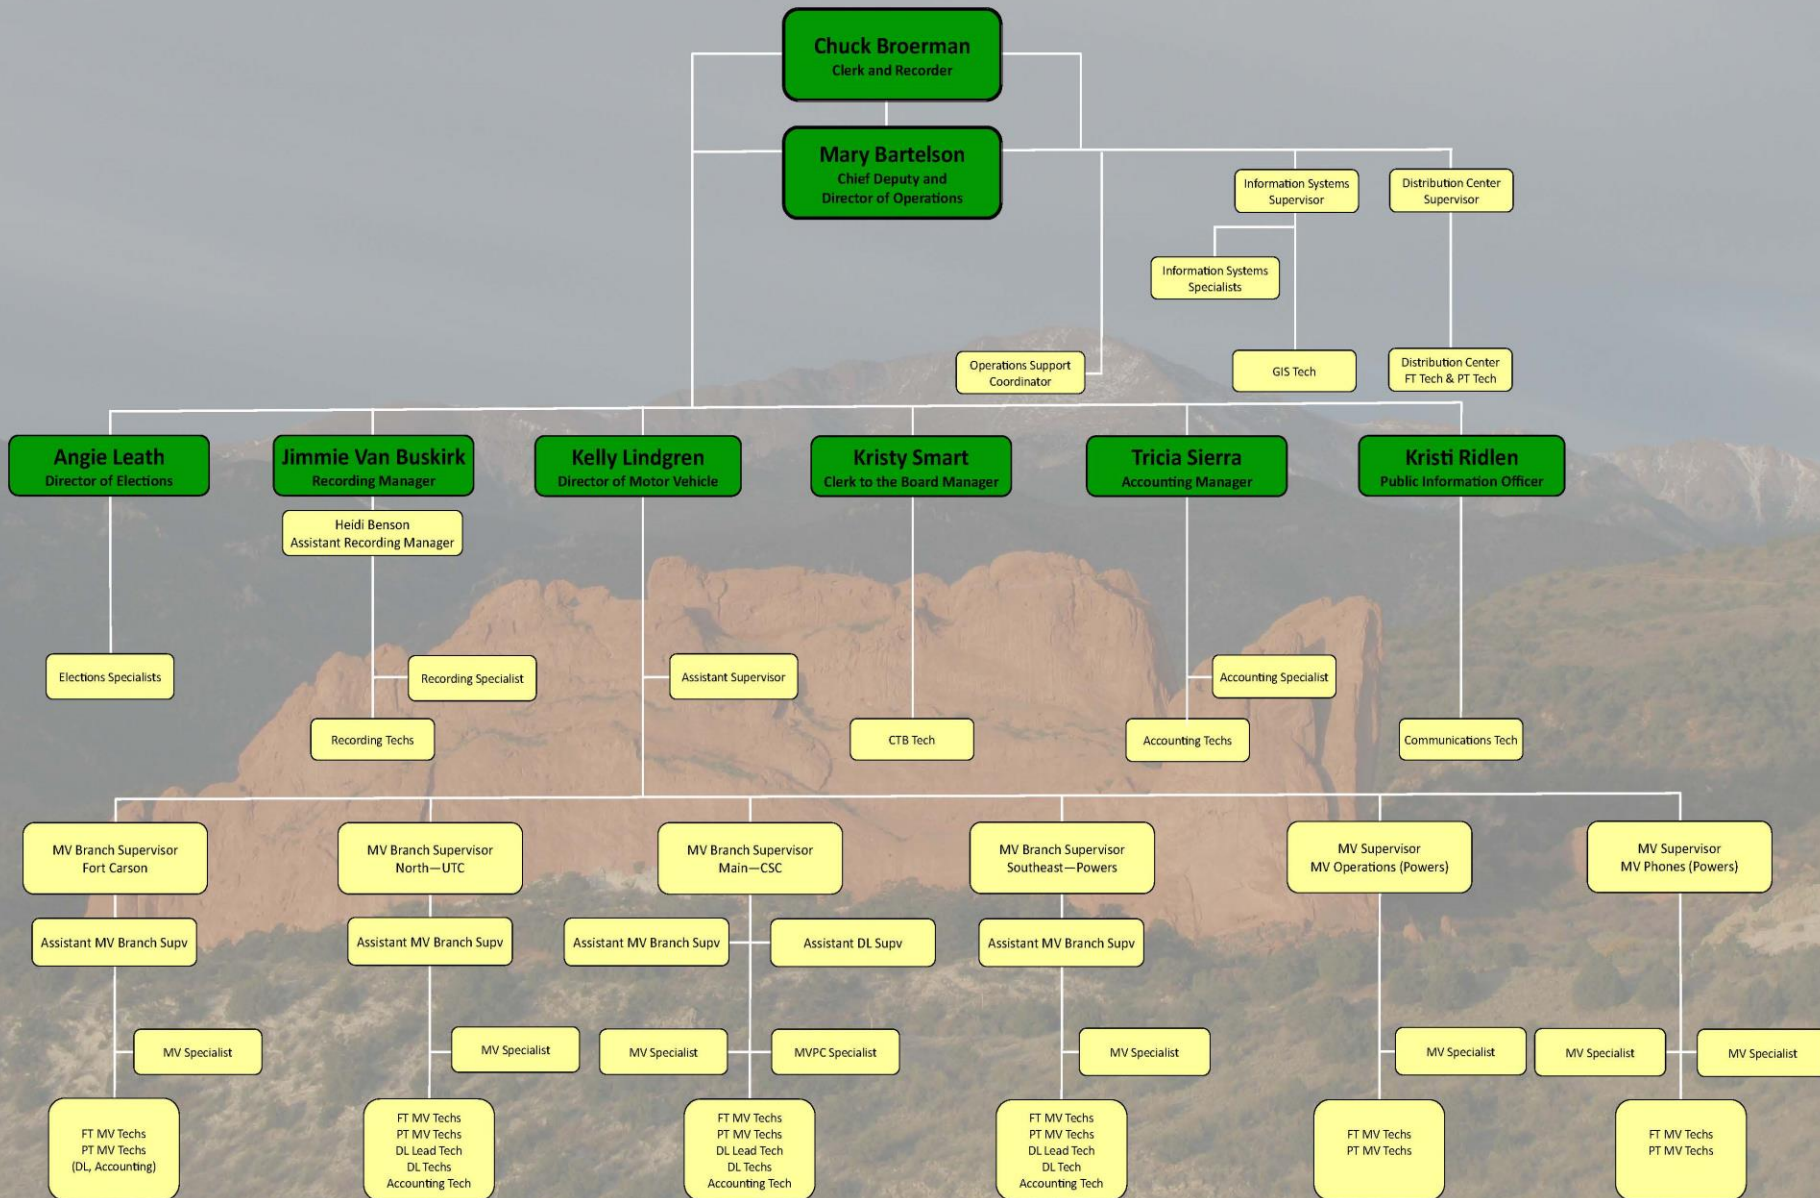 Chuck Broerman
Clerk and Recorder
Mary Bartelson
Chief Deputy and
Director of Operations
Information Systems
Supervisor
Distribution Center
Supervisor
Information Systems
Specialists
Operations Support
Coordinator
GIS Tech
Distribution Center
FT Tech & PT Tech
Angie Leath
Director of Elections
Jimmie Van Buskirk
Recording Manager
Kelly Lindgren
Director of Motor Vehicle
Kristy Smart
Clerk to the Board Manager
Tricia Sierra
Accounting Manager
Kristi Ridlen
Public Information Officer
Heidi Benson
Assistant Recording Manager
Elections Specialists
Recording Specialist
Assistant Supervisor
Accounting Specialist
Recording Techs
CTB Tech
Accounting Techs
Communications Tech
MV Branch Supervisor
Fort Carson
MV Branch Supervisor
North—UTC
MV Branch Supervisor
Main—CSC
MV Branch Supervisor
Southeast—Powers
MV Supervisor
MV Operations (Powers)
MV Supervisor
MV Phones (Powers)
Assistant MV Branch Supv
Assistant MV Branch Supv
Assistant MV Branch Supv
Assistant DL Supv
Assistant MV Branch Supv
MV Specialist
MV Specialist
MV Specialist
MVPC Specialist
MV Specialist
MV Specialist
MV Specialist
MV Specialist
FT MV Techs
PT MV Techs
(DL, Accounting)
FT MV Techs
PT MV Techs
DL Lead Tech
DL Techs
Accounting Tech
FT MV Techs
PT MV Techs
DL Lead Tech
DL Techs
Accounting Tech
FT MV Techs
PT MV Techs
DL Lead Tech
DL Tech
Accounting Tech
FT MV Techs
PT MV Techs
FT MV Techs
PT MV Techs